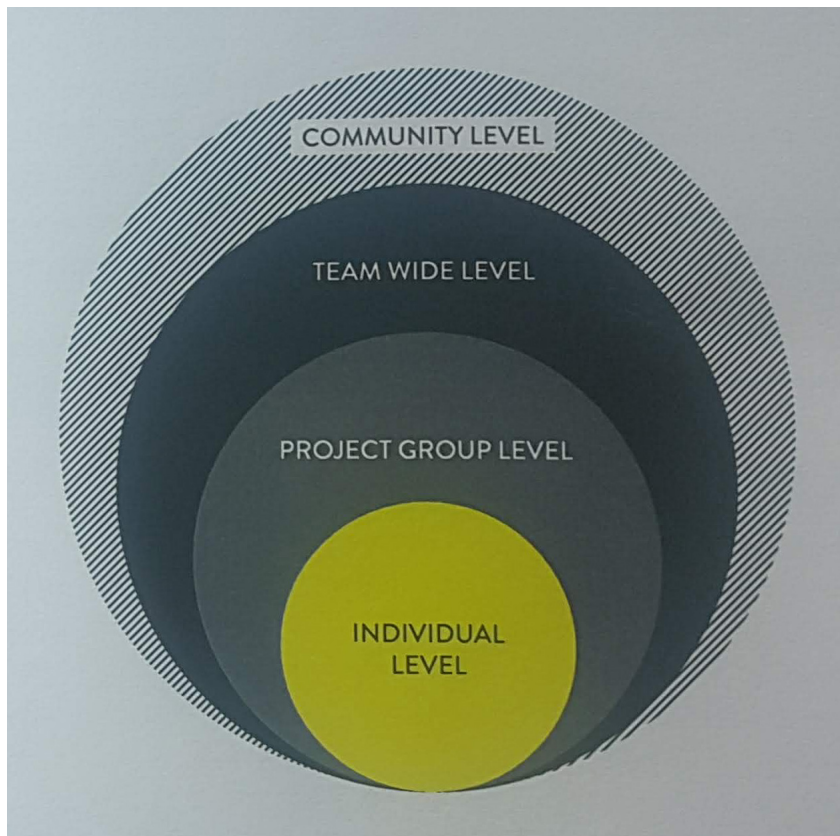 COMMUNITY LEVEL
TEAM WIDE LEVEL
PROJECT GROUP LEVEL
INDIVIDUAL
LEVEL